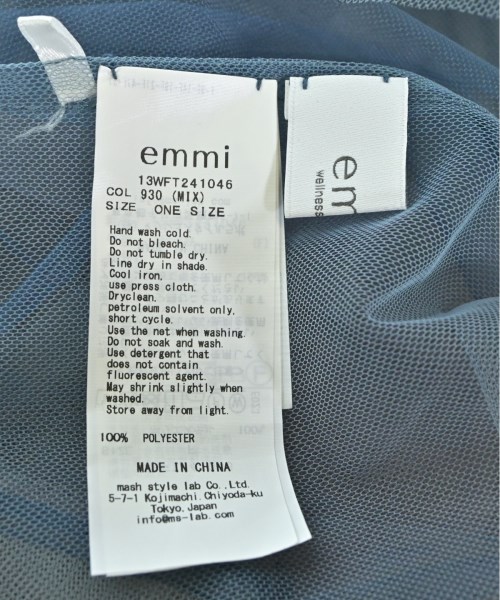 emmi
13WFT241046
COL 930 (MIX)
SIZE ONE SIZE
Hand wash cold.
Do not bleach.
Do not tumble dry.
Line dry in shade.
Cool iron.
use press cloth.
Dryclean.
petroleum solvent only.
short cycle.
Use the net when washing.
Do not soak and wash.
Use detergent that
does not contain
fluorescent agent.
May shrink slightly when
washed.
Store away from light.
100% POLYESTER
MADE IN CHINA
mash style lab Co.,Ltd.
5-7-1 Kojimachi.Chiyoda-ku
Tokyo.Japan
info@ms-lab.com
em
wellness